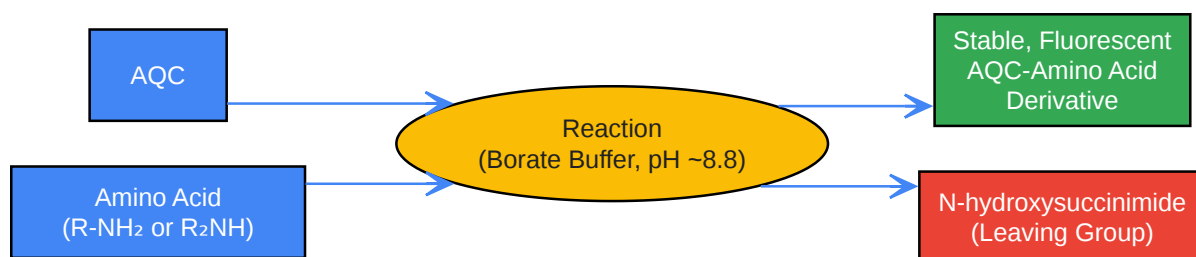 AQC
Amino Acid
(R-NH₂ or R₂NH)
Reaction
(Borate Buffer, pH ~8.8)
Stable, Fluorescent
AQC-Amino Acid
Derivative
N-hydroxysuccinimide
(Leaving Group)